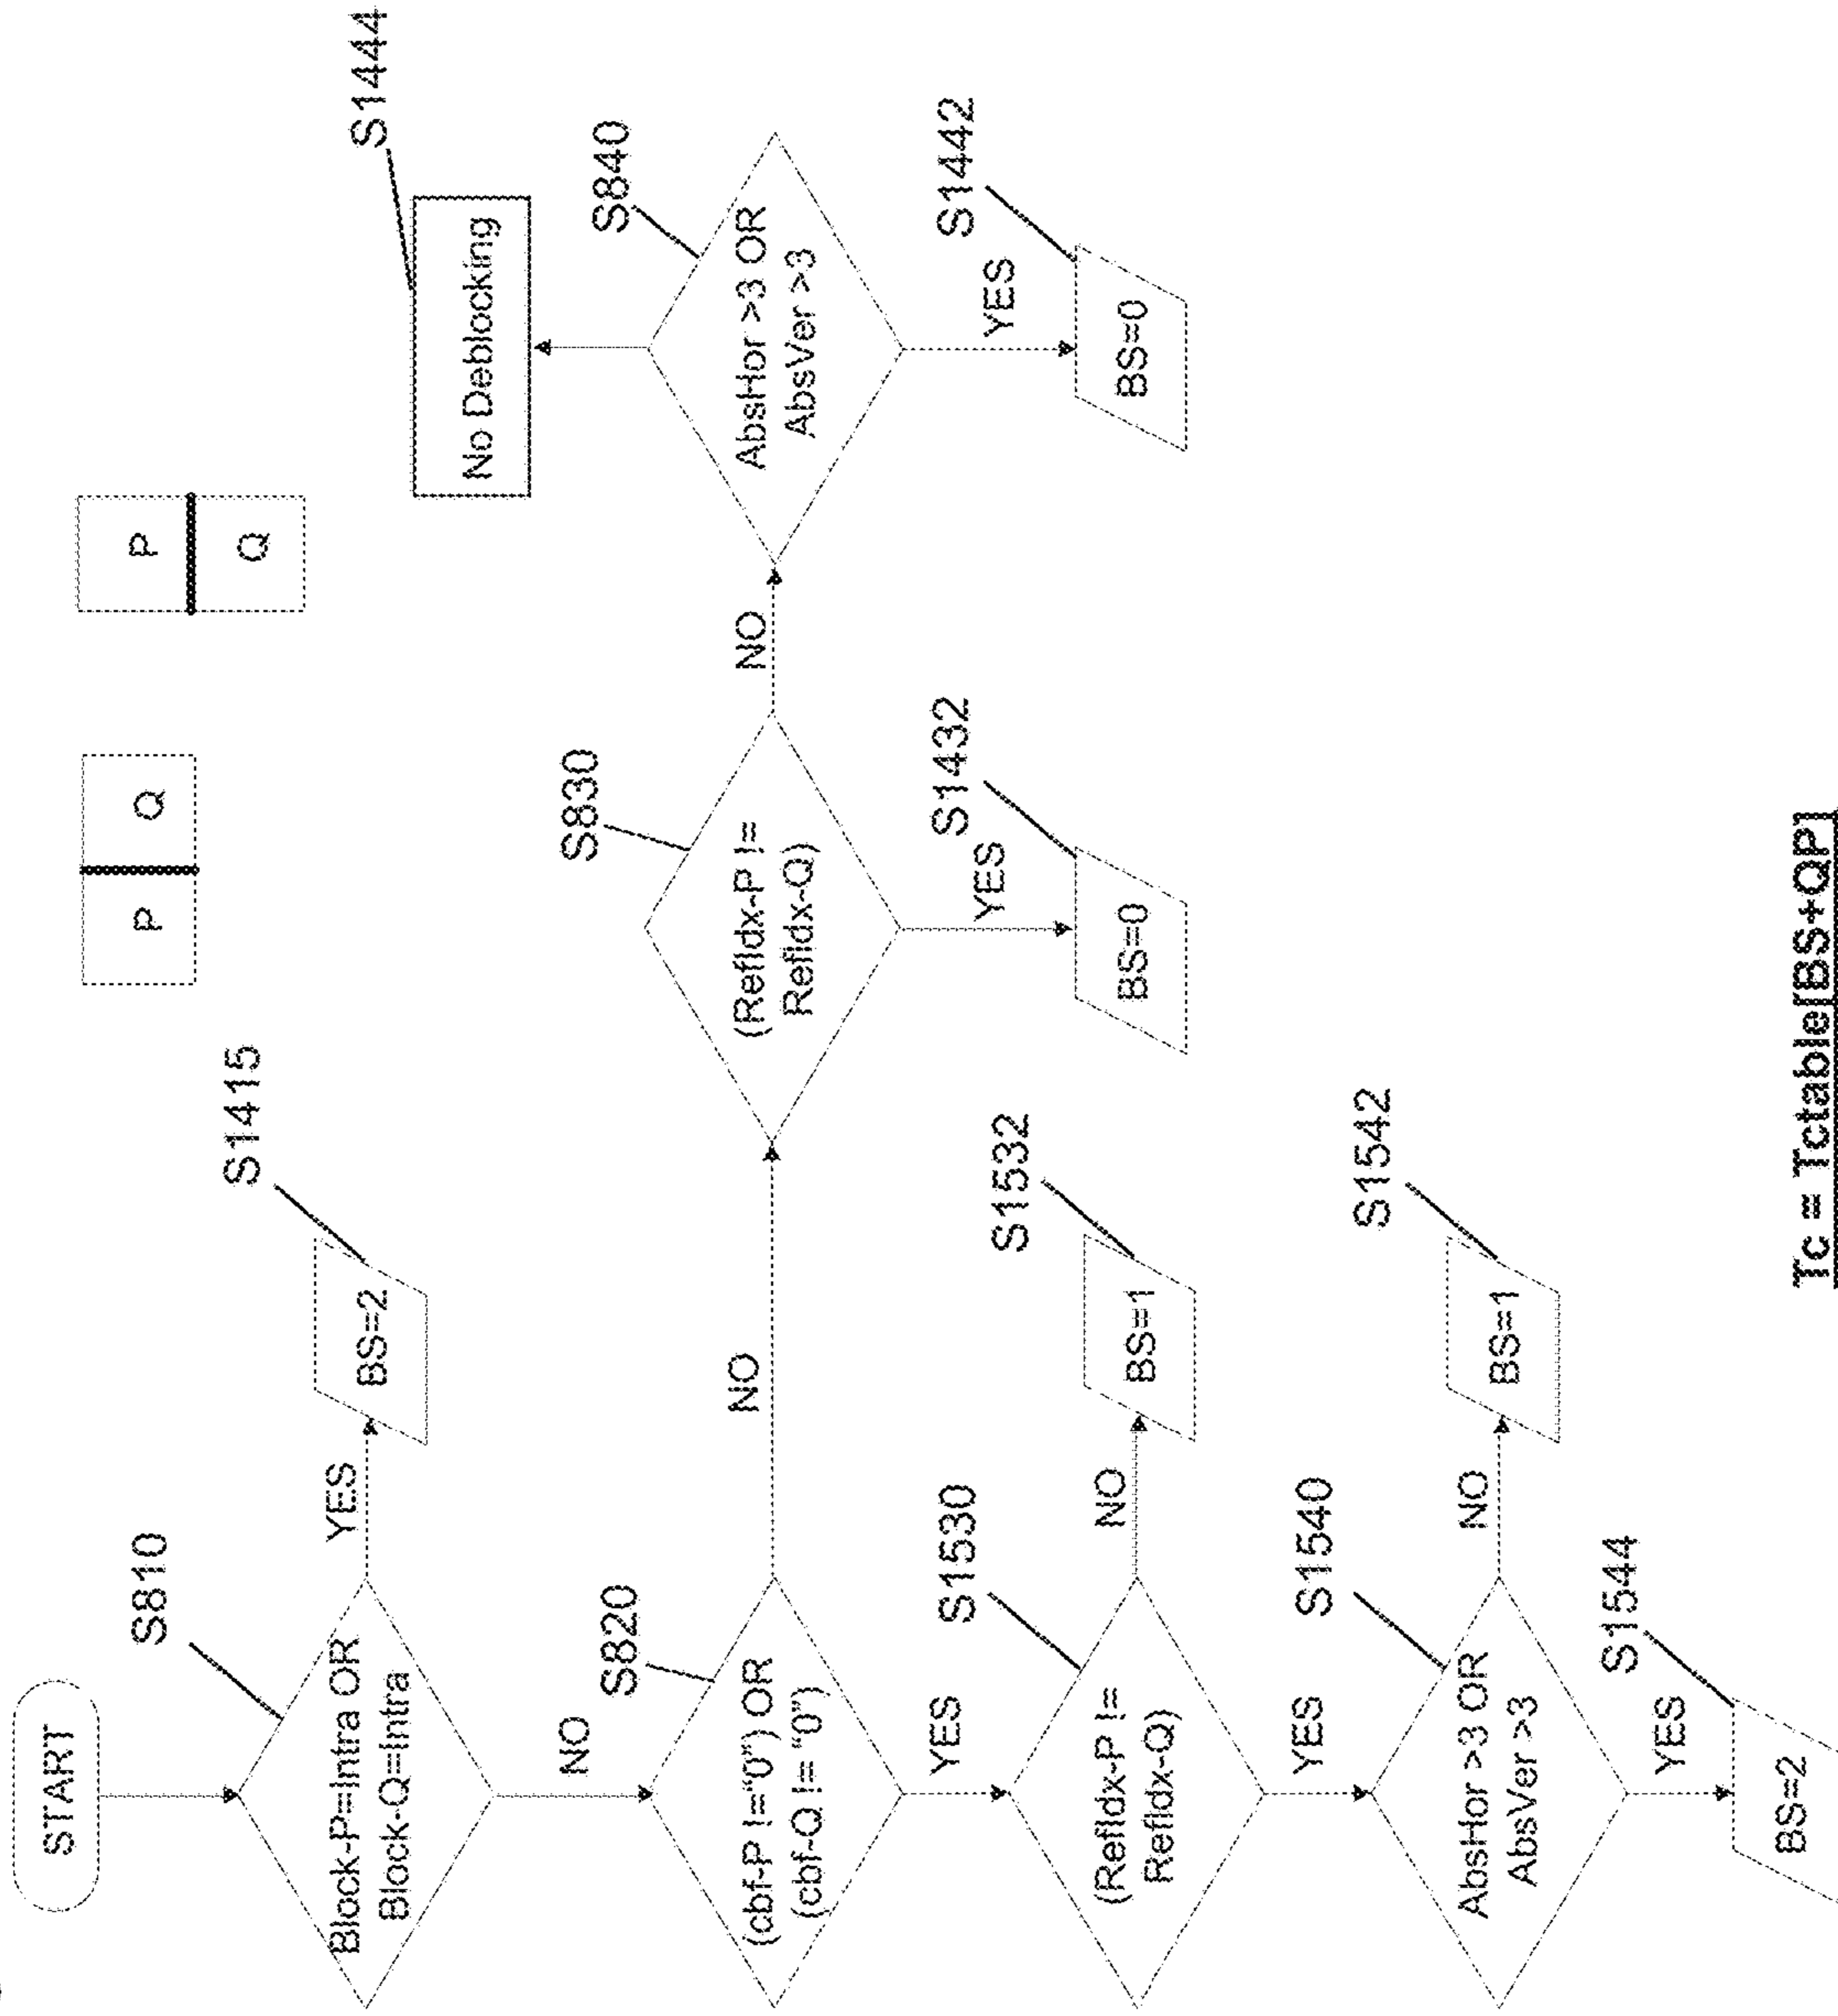 START
P
Q
P
Q
S810
Block-P=Intra OR
Block-Q=Intra
YES
BS=2
S1415
NO
S820
(cbf-P !="0") OR
(cbf-Q != "0")
NO
S830
(RefIdx-P !=
RefIdx-Q)
NO
S840
AbsHor >3 OR
AbsVer >3
No Deblocking
S1444
YES
BS=0
S1432
YES
BS=0
S1442
YES
S1530
(RefIdx-P !=
RefIdx-Q)
NO
BS=1
S1532
YES
S1540
AbsHor >3 OR
AbsVer >3
NO
BS=1
S1542
YES
S1544
BS=2
Tc = Tctable[BS+QP]